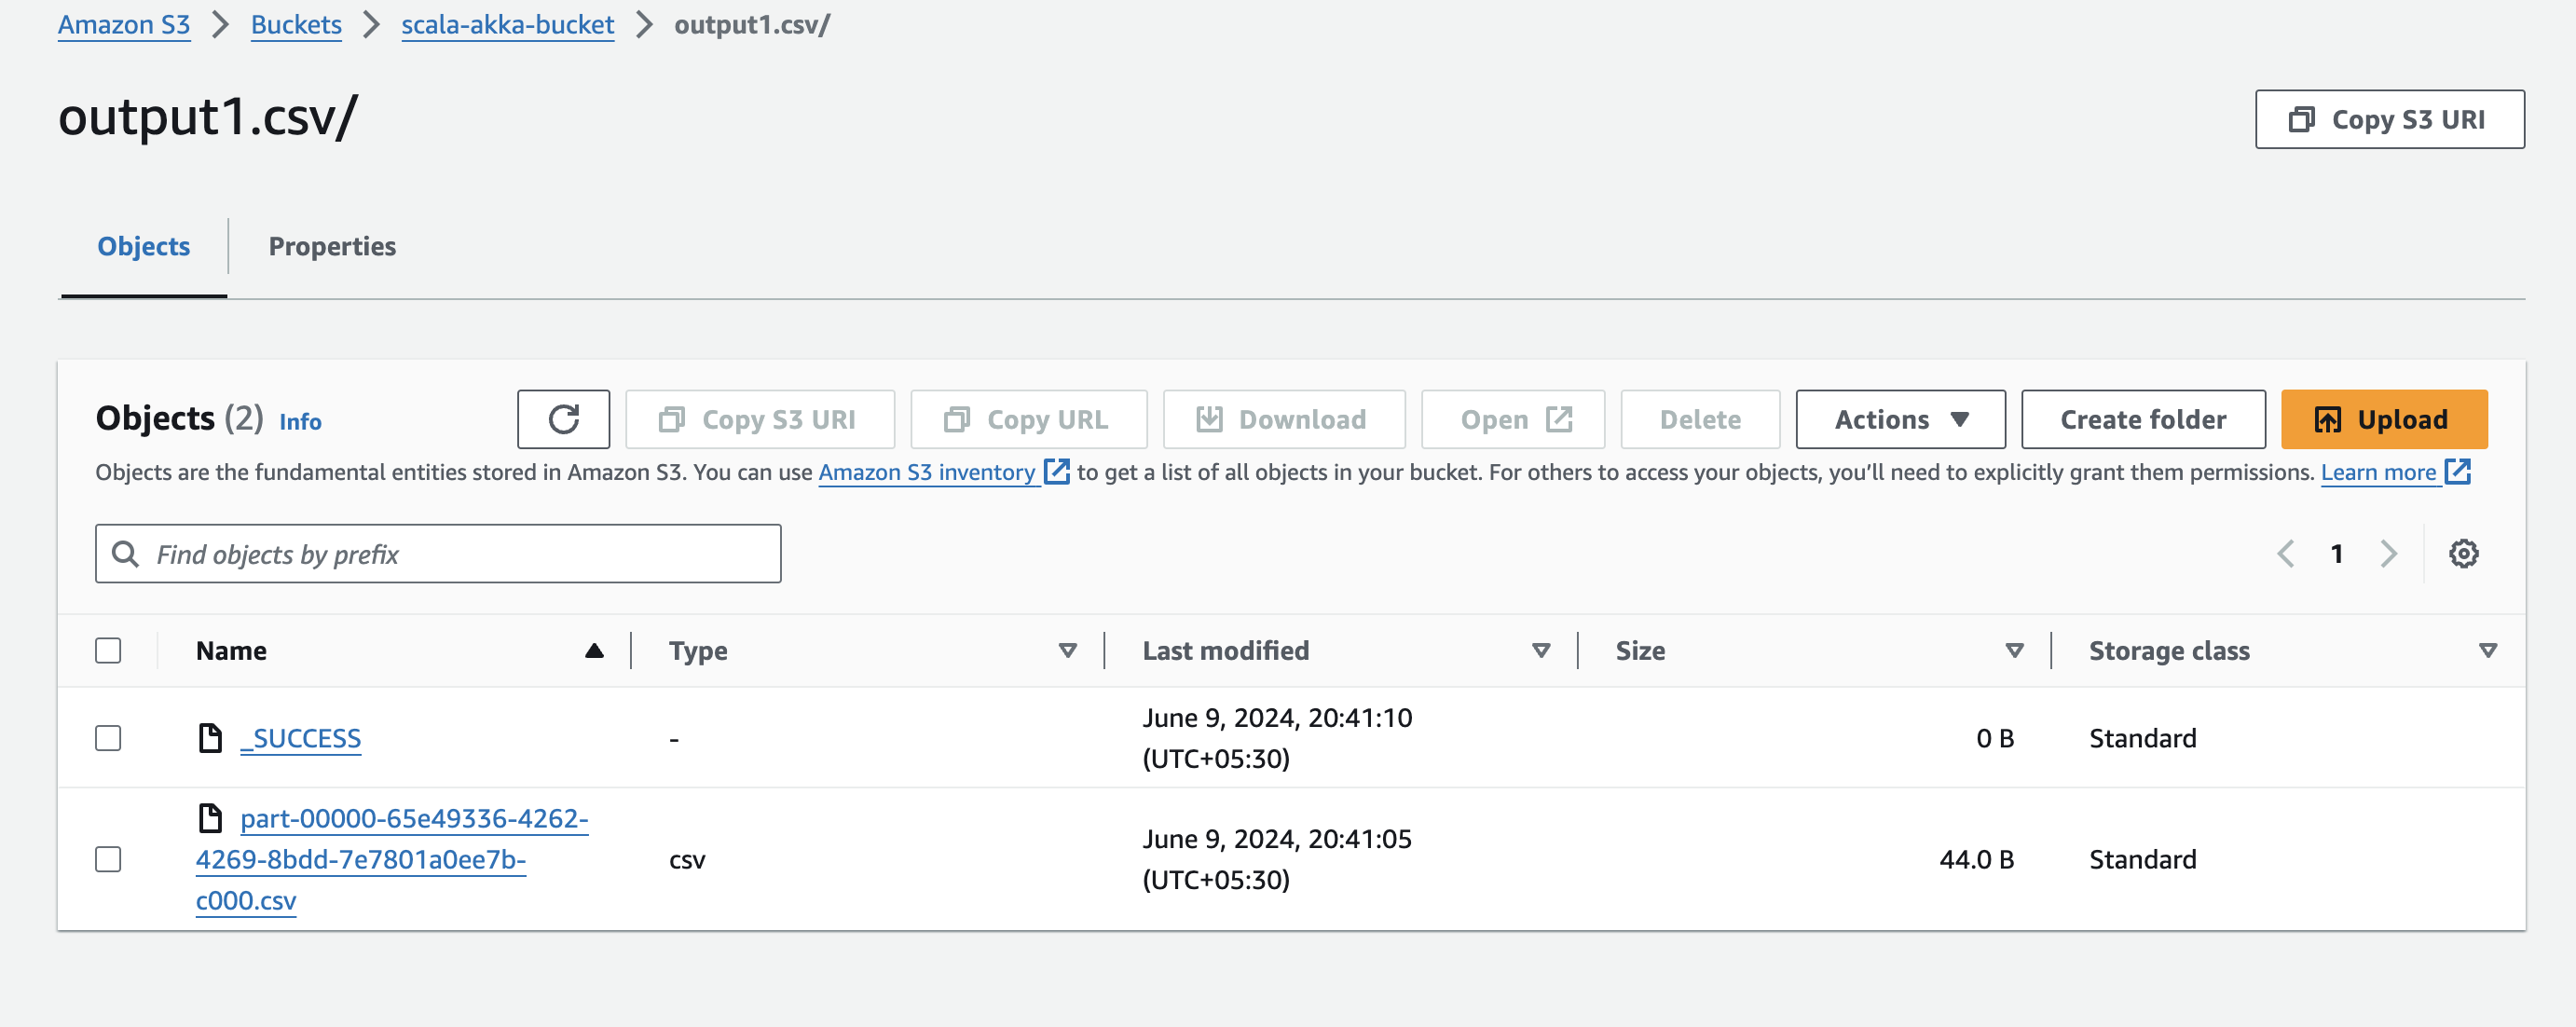 Amazon S3 > Buckets > scala-akka-bucket > output1.csv/
output1.csv/
Copy S3 URI
Objects Properties
Objects (2) Info Copy S3 URI Copy URL Download Open Delete Actions Create folder Upload
Objects are the fundamental entities stored in Amazon S3. You can use Amazon S3 inventory to get a list of all objects in your bucket. For others to access your objects, you’ll need to explicitly grant them permissions. Learn more
Find objects by prefix 1
Name Type Last modified Size Storage class
_SUCCESS - June 9, 2024, 20:41:10 0 B Standard
(UTC+05:30)
part-00000-65e49336-4262-
4269-8bdd-7e7801a0ee7b-
c000.csv
csv
June 9, 2024, 20:41:05
(UTC+05:30)
44.0 B
Standard